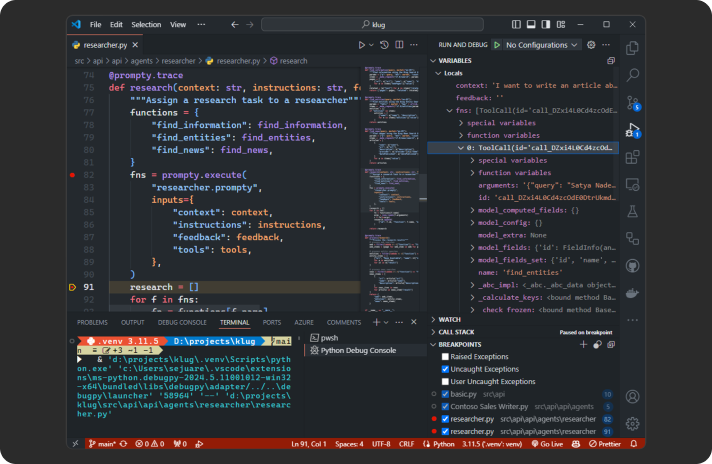 File Edit Selection View ··· klug
researcher.py
RUN AND DEBUG No Configurations
src > api > api > agents > researcher > researcher.py > research
VARIABLES
Locals
74 @prompty.trace
75 def research(context: str, instructions: str, f
76 """Assign a research task to a researcher""
77 functions = {
78 "find_information": find_information,
79 "find_entities": find_entities,
80 "find_news": find_news,
81 }
82 fns = prompty.execute(
83 "researcher.prompty",
84 inputs={
85 "context": context,
86 "instructions": instructions,
87 "feedback": feedback,
88 "tools": tools,
89 },
90 )
91 research = []
92 for f in fns:
context: 'I want to write an article ab
feedback: ''
fns: [ToolCall(id='call_DZxi4L0Cd4zcOdE
special variables
function variables
0: ToolCall(id='call_DZxi4L0Cd4zcOd…
special variables
function variables
arguments: '{"query": "Satya Nade…
id: 'call_DZxi4L0Cd4zcOdE0DtrUkwd…
model_computed_fields: {}
model_config: {}
model_extra: None
model_fields: {'id': FieldInfo(an…
model_fields_set: {'id', 'name', …
name: 'find_entities'
_abc_impl: <_abc._abc_data object…
_calculate_keys: <bound method Ba…
_check_frozen: <bound method Base…
WATCH
CALL STACK Paused on breakpoint
BREAKPOINTS
Raised Exceptions
Uncaught Exceptions
User Uncaught Exceptions
basic.py src\api 10
Contoso Sales Writer.py src\api\api\agents 5
researcher.py src\api\api\agents\researcher 82
researcher.py src\api\api\agents\researcher 91
PROBLEMS OUTPUT DEBUG CONSOLE TERMINAL PORTS AZURE COMMENTS
.venv 3.11.5 D:\projects\klug mai
n ≡ +3 ~1 -1
& 'd:\projects\klug\.venv\Scripts\pyth
on.exe' 'c:\Users\sejuare\.vscode\extensio
ns\ms-python.debugpy-2024.5.11001012-win32
-x64\bundled\libs\debugpy\adapter/../..\de
bugpy\launcher' '58964' '--' 'd:\projects\
klug\src\api\api\agents\researcher\researc
her.py'
pwsh
Python Debug Console
main* 0 0 0 Ln 91, Col 1 Spaces: 4 UTF-8 CRLF Python 3.11.5 ('.venv': venv) Go Live Prettier